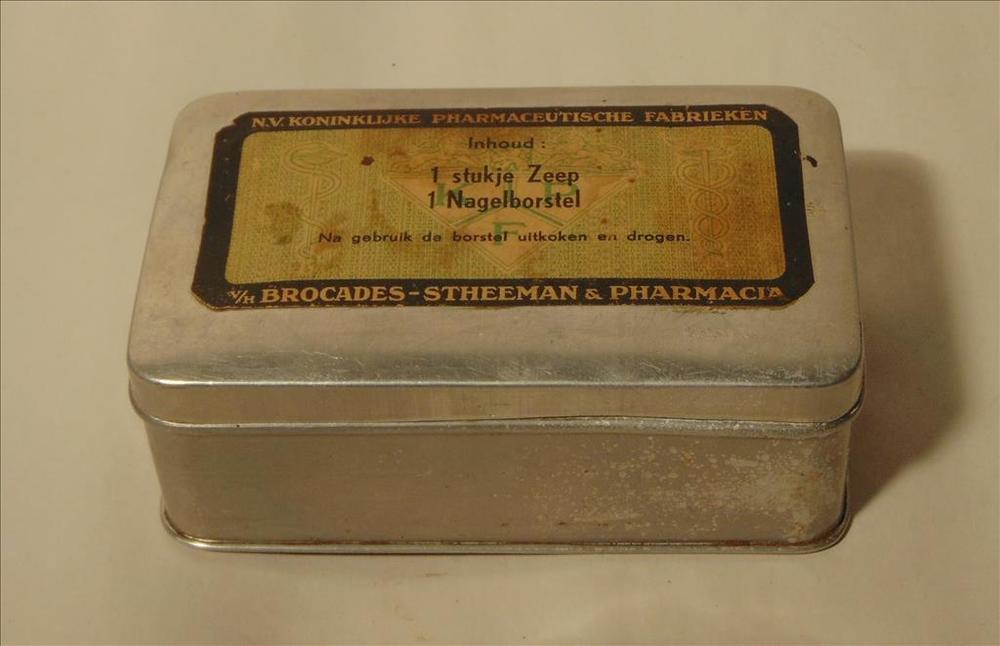 N.V. KONINKLIJKE PHARMACEUTISCHE FABRIEKEN
Inhoud :
1 stukje Zeep
1 Nagelborstel
Na gebruik de borstel uitkoken en drogen.
V/H BROCADES-STHEEMAN & PHARMACIA